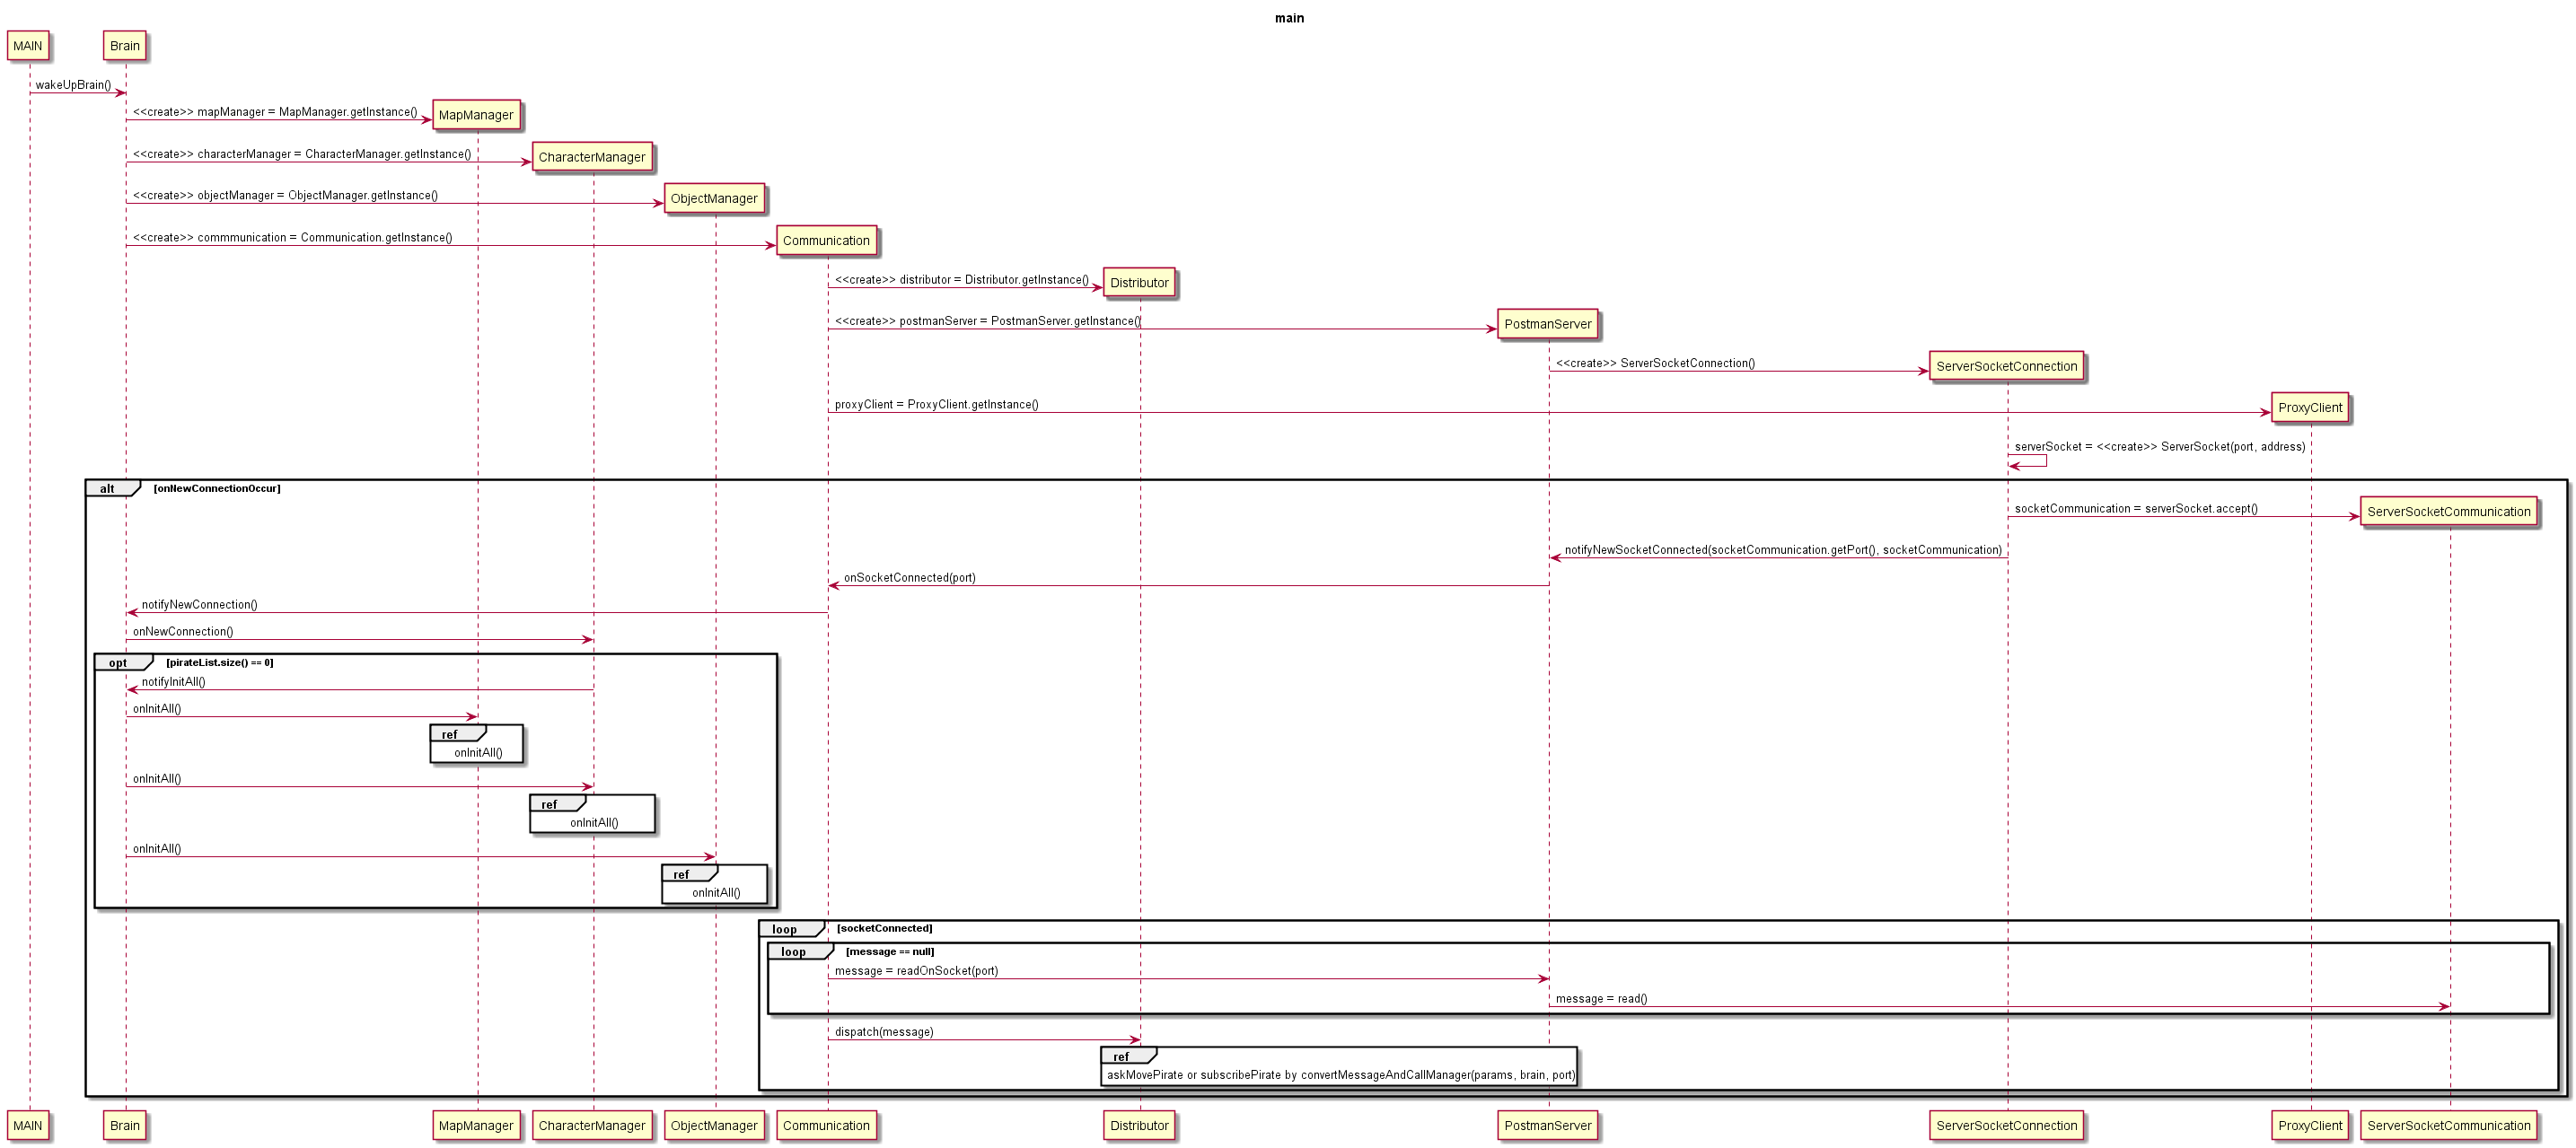 main
MAIN
Brain
wakeUpBrain()
<<create>> mapManager = MapManager.getInstance()
MapManager
<<create>> characterManager = CharacterManager.getInstance()
CharacterManager
<<create>> objectManager = ObjectManager.getInstance()
ObjectManager
<<create>> commmunication = Communication.getInstance()
Communication
<<create>> distributor = Distributor.getInstance()
Distributor
<<create>> postmanServer = PostmanServer.getInstance()
PostmanServer
<<create>> ServerSocketConnection()
ServerSocketConnection
proxyClient = ProxyClient.getInstance()
ProxyClient
serverSocket = <<create>> ServerSocket(port, address)
alt [onNewConnectionOccur]
socketCommunication = serverSocket.accept()
ServerSocketCommunication
notifyNewSocketConnected(socketCommunication.getPort(), socketCommunication)
onSocketConnected(port)
notifyNewConnection()
onNewConnection()
opt [pirateList.size() == 0]
notifyInitAll()
onInitAll()
ref
onInitAll()
onInitAll()
ref
onInitAll()
onInitAll()
ref
onInitAll()
loop [socketConnected]
loop [message == null]
message = readOnSocket(port)
message = read()
dispatch(message)
ref
askMovePirate or subscribePirate by convertMessageAndCallManager(params, brain, port)
MAIN
Brain
MapManager
CharacterManager
ObjectManager
Communication
Distributor
PostmanServer
ServerSocketConnection
ProxyClient
ServerSocketCommunication